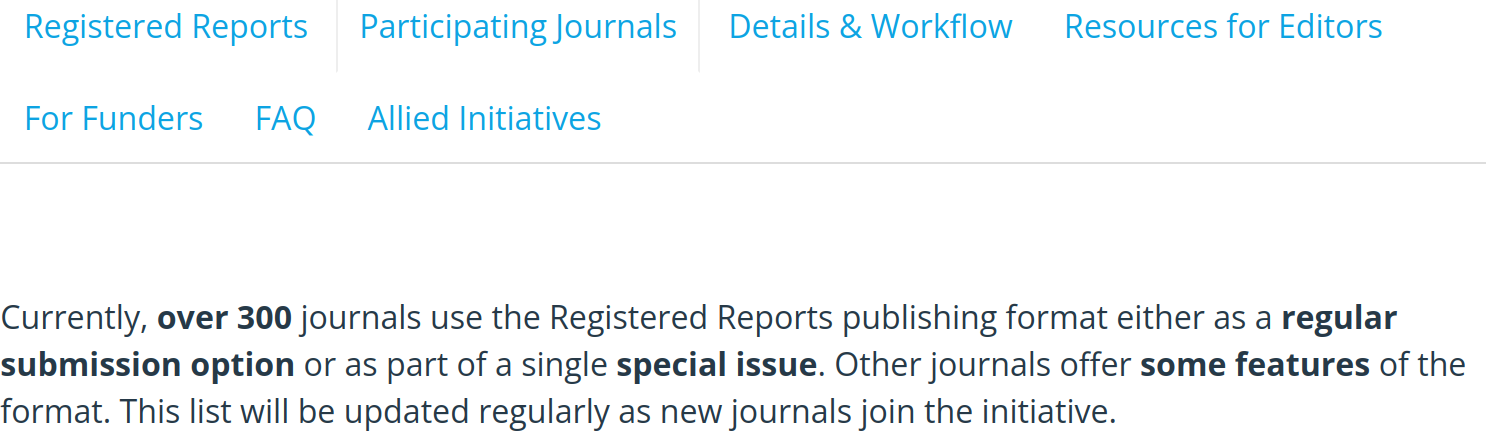 Registered Reports Participating Journals Details & Workflow Resources for Editors
For Funders FAQ Allied Initiatives
Currently, over 300 journals use the Registered Reports publishing format either as a regular
submission option or as part of a single special issue. Other journals offer some features of the
format. This list will be updated regularly as new journals join the initiative.